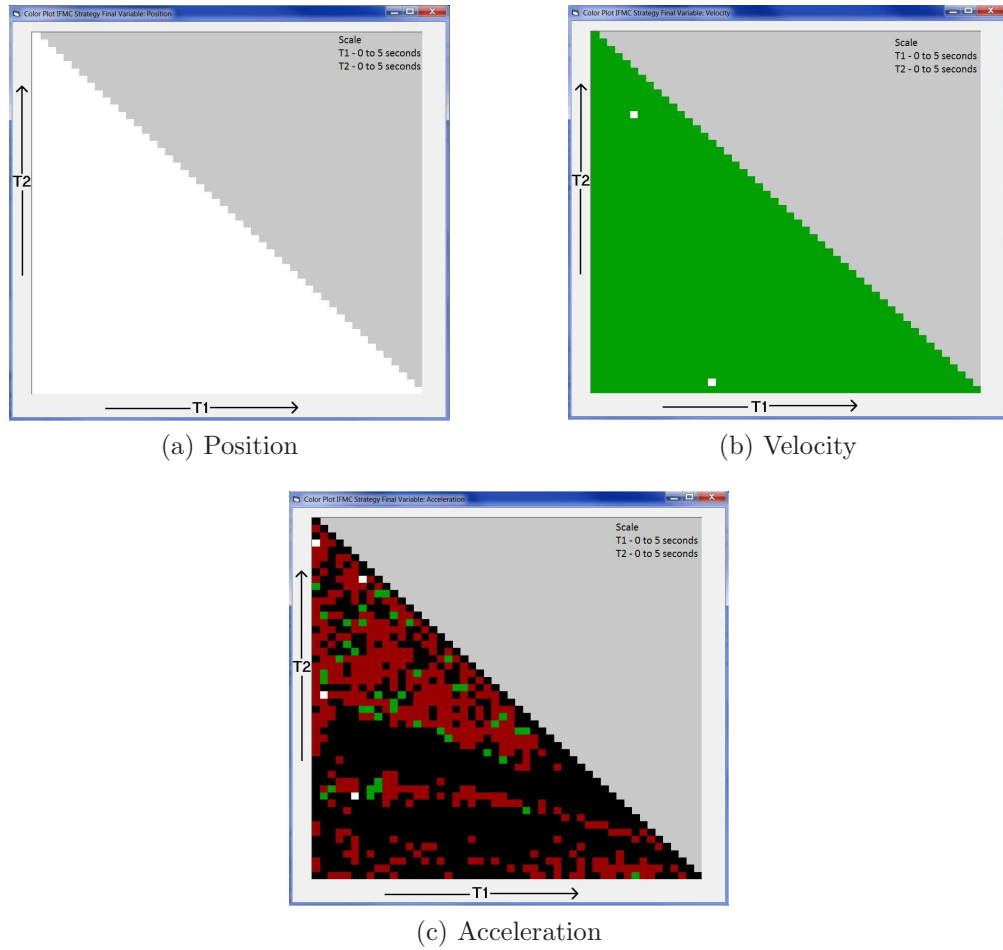 Color Plot IFMC Strategy Final Variable: Position
Scale
T1 - 0 to 5 seconds
T2 - 0 to 5 seconds
T2
T1
(a) Position
Color Plot IFMC Strategy Final Variable: Velocity
Scale
T1 - 0 to 5 seconds
T2 - 0 to 5 seconds
T2
T1
(b) Velocity
Color Plot IFMC Strategy Final Variable: Acceleration
Scale
T1 - 0 to 5 seconds
T2 - 0 to 5 seconds
T2
T1
(c) Acceleration